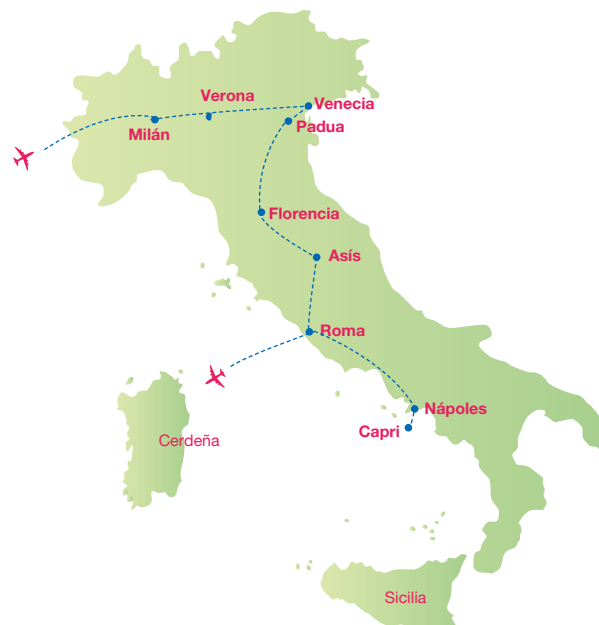 Verona
Venecia
Milán
Padua
Florencia
Asís
Roma
Nápoles
Capri
Cerdeña
Sicilia